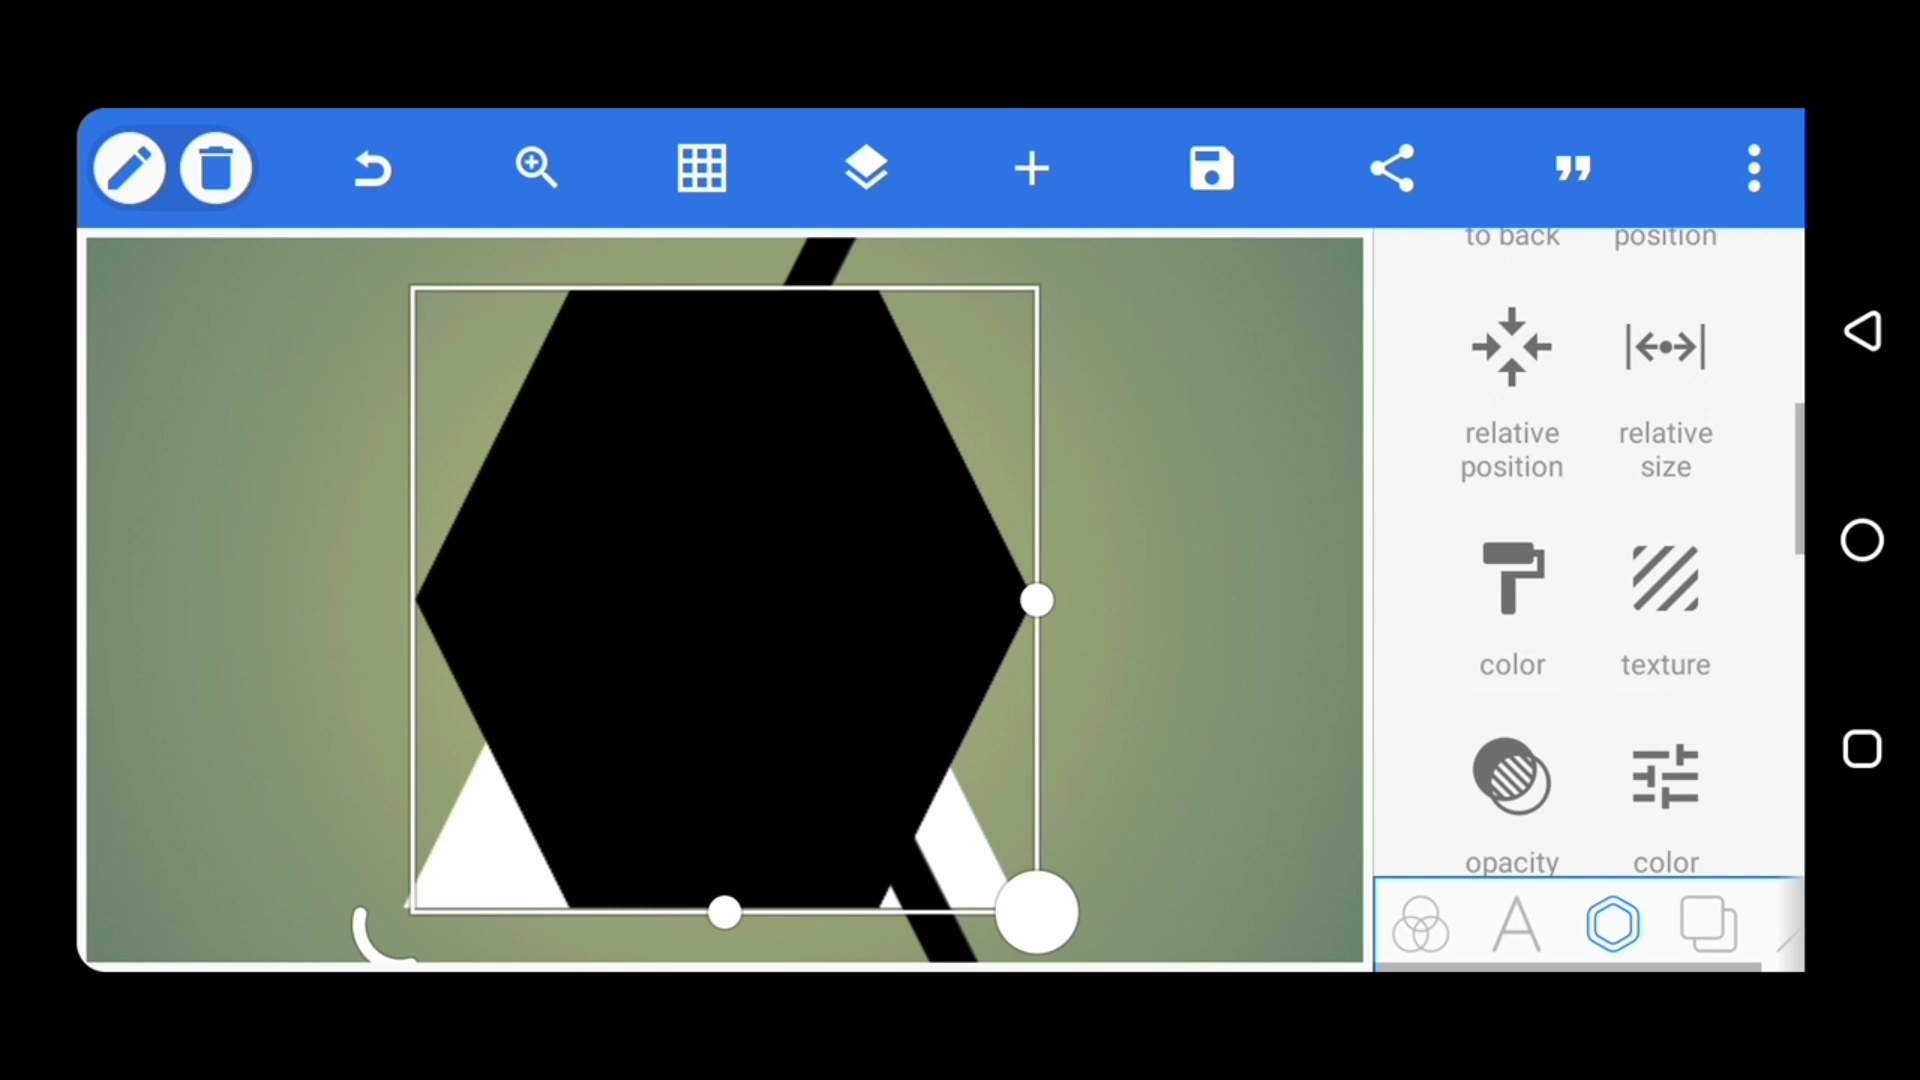 to back
position
relative
position
relative
size
color
texture
opacity
color